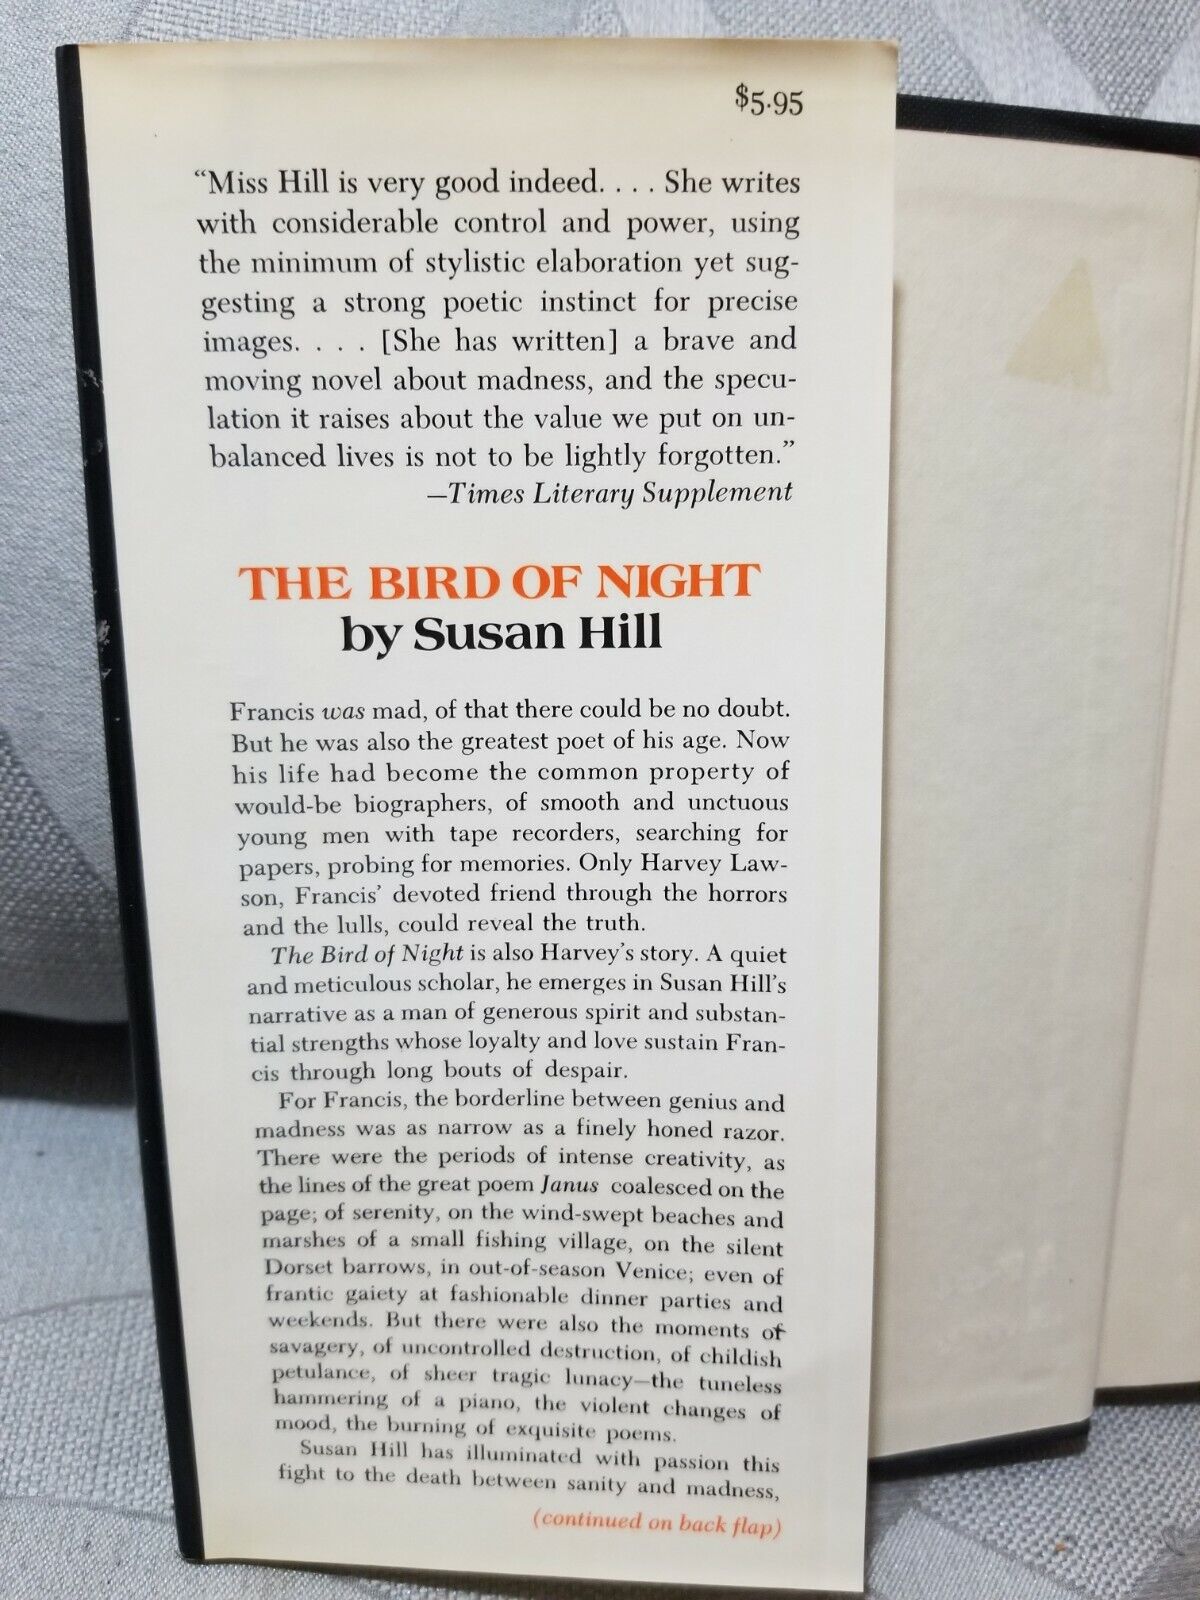 $5.95
“Miss Hill is very good indeed. . . . She writes
with considerable control and power, using
the minimum of stylistic elaboration yet sug-
gesting a strong poetic instinct for precise
images. . . . [She has written] a brave and
moving novel about madness, and the specu-
lation it raises about the value we put on un-
balanced lives is not to be lightly forgotten.”
—Times Literary Supplement
THE BIRD OF NIGHT
by Susan Hill
Francis was mad, of that there could be no doubt.
But he was also the greatest poet of his age. Now
his life had become the common property of
would-be biographers, of smooth and unctuous
young men with tape recorders, searching for
papers, probing for memories. Only Harvey Law-
son, Francis’ devoted friend through the horrors
and the lulls, could reveal the truth.
The Bird of Night is also Harvey’s story. A quiet
and meticulous scholar, he emerges in Susan Hill’s
narrative as a man of generous spirit and substan-
tial strengths whose loyalty and love sustain Fran-
cis through long bouts of despair.
For Francis, the borderline between genius and
madness was as narrow as a finely honed razor.
There were the periods of intense creativity, as
the lines of the great poem Janus coalesced on the
page; of serenity, on the wind-swept beaches and
marshes of a small fishing village, on the silent
Dorset barrows, in out-of-season Venice; even of
frantic gaiety at fashionable dinner parties and
weekends. But there were also the moments of
savagery, of uncontrolled destruction, of childish
petulance, of sheer tragic lunacy—the tuneless
hammering of a piano, the violent changes of
mood, the burning of exquisite poems.
Susan Hill has illuminated with passion this
fight to the death between sanity and madness,
(continued on back flap)